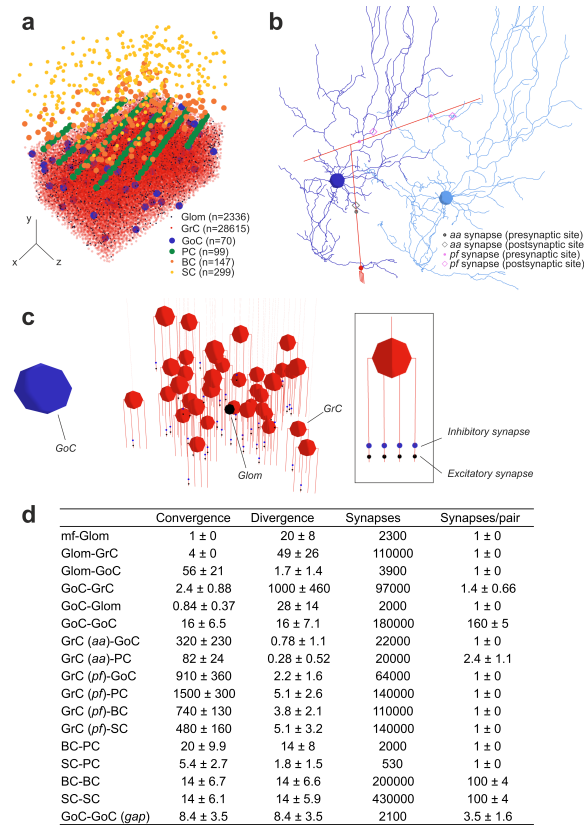 a
y
x
z
Glom (n=2336)
GrC (n=28615)
GoC (n=70)
PC (n=99)
BC (n=147)
SC (n=299)
b
aa synapse (presynaptic site)
aa synapse (postsynaptic site)
pf synapse (presynaptic site)
pf synapse (postsynaptic site)
c
GoC
GrC
Glom
Inhibitory synapse
Excitatory synapse
d
Convergence Divergence Synapses Synapses/pair
mf-Glom 1 ± 0 20 ± 8 2300 1 ± 0
Glom-GrC 4 ± 0 49 ± 26 110000 1 ± 0
Glom-GoC 56 ± 21 1.7 ± 1.4 3900 1 ± 0
GoC-GrC 2.4 ± 0.88 1000 ± 460 97000 1.4 ± 0.66
GoC-Glom 0.84 ± 0.37 28 ± 14 2000 1 ± 0
GoC-GoC 16 ± 6.5 16 ± 7.1 180000 160 ± 5
GrC (aa)-GoC 320 ± 230 0.78 ± 1.1 22000 1 ± 0
GrC (aa)-PC 82 ± 24 0.28 ± 0.52 20000 2.4 ± 1.1
GrC (pf)-GoC 910 ± 360 2.2 ± 1.6 64000 1 ± 0
GrC (pf)-PC 1500 ± 300 5.1 ± 2.6 140000 1 ± 0
GrC (pf)-BC 740 ± 130 3.8 ± 2.1 110000 1 ± 0
GrC (pf)-SC 480 ± 160 5.1 ± 3.2 140000 1 ± 0
BC-PC 20 ± 9.9 14 ± 8 2000 1 ± 0
SC-PC 5.4 ± 2.7 1.8 ± 1.5 530 1 ± 0
BC-BC 14 ± 6.7 14 ± 6.6 200000 100 ± 4
SC-SC 14 ± 6.1 14 ± 5.9 430000 100 ± 4
GoC-GoC (gap) 8.4 ± 3.5 8.4 ± 3.5 2100 3.5 ± 1.6